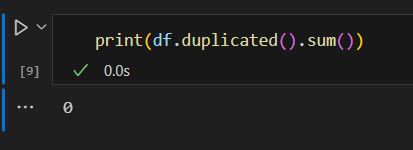 print(df.duplicated().sum())
[9]
0.0s
0